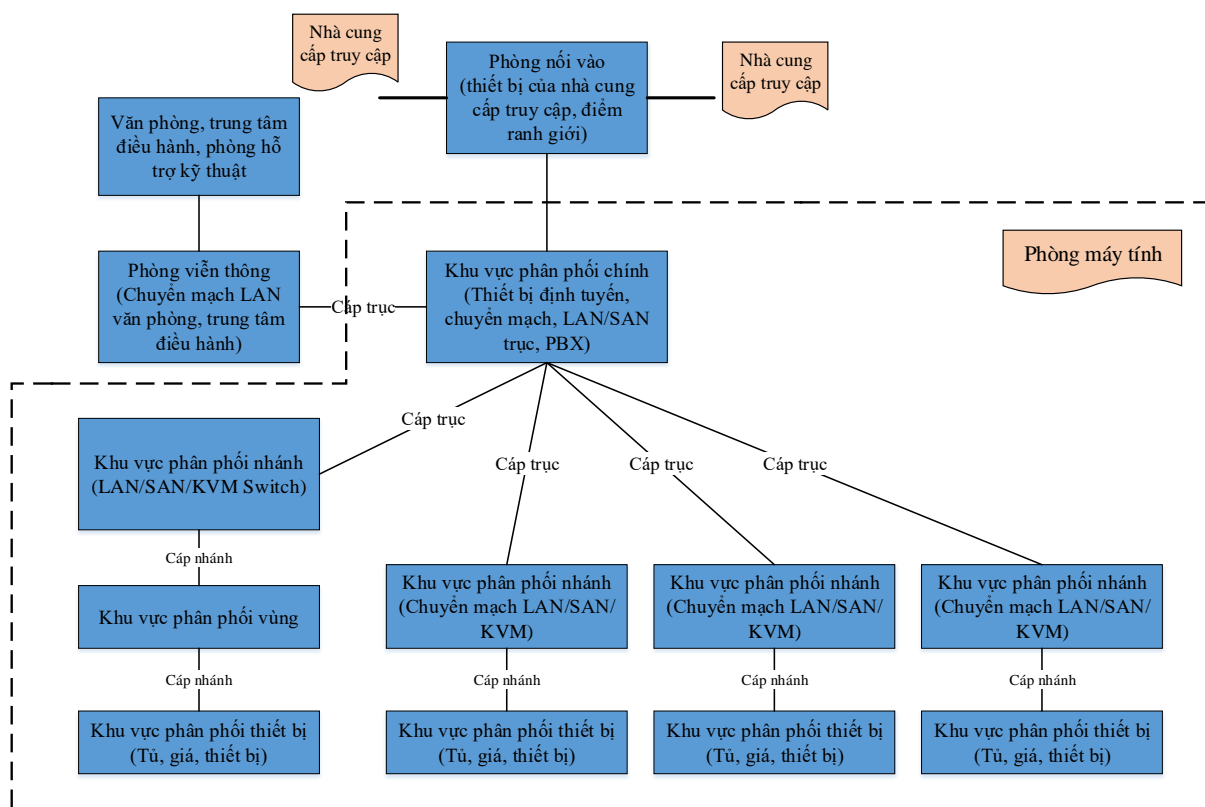 Nhà cung
cấp truy cập
Phòng nối vào
(thiết bị của nhà cung
cấp truy cập, điểm
ranh giới)
Nhà cung
cấp truy cập
Văn phòng, trung tâm
điều hành, phòng hỗ
trợ kỹ thuật
Phòng máy tính
Phòng viễn thông
(Chuyển mạch LAN
văn phòng, trung tâm
điều hành)
Cáp trục
Khu vực phân phối chính
(Thiết bị định tuyến,
chuyển mạch, LAN/SAN
trục, PBX)
Cáp trục
Cáp trục
Cáp trục
Cáp trục
Khu vực phân phối nhánh
(LAN/SAN/KVM Switch)
Cáp nhánh
Khu vực phân phối vùng
Khu vực phân phối nhánh
(Chuyển mạch LAN/SAN/
KVM)
Khu vực phân phối nhánh
(Chuyển mạch LAN/SAN/
KVM)
Khu vực phân phối nhánh
(Chuyển mạch LAN/SAN/
KVM)
Cáp nhánh
Cáp nhánh
Cáp nhánh
Cáp nhánh
Khu vực phân phối thiết bị
(Tủ, giá, thiết bị)
Khu vực phân phối thiết bị
(Tủ, giá, thiết bị)
Khu vực phân phối thiết bị
(Tủ, giá, thiết bị)
Khu vực phân phối thiết bị
(Tủ, giá, thiết bị)